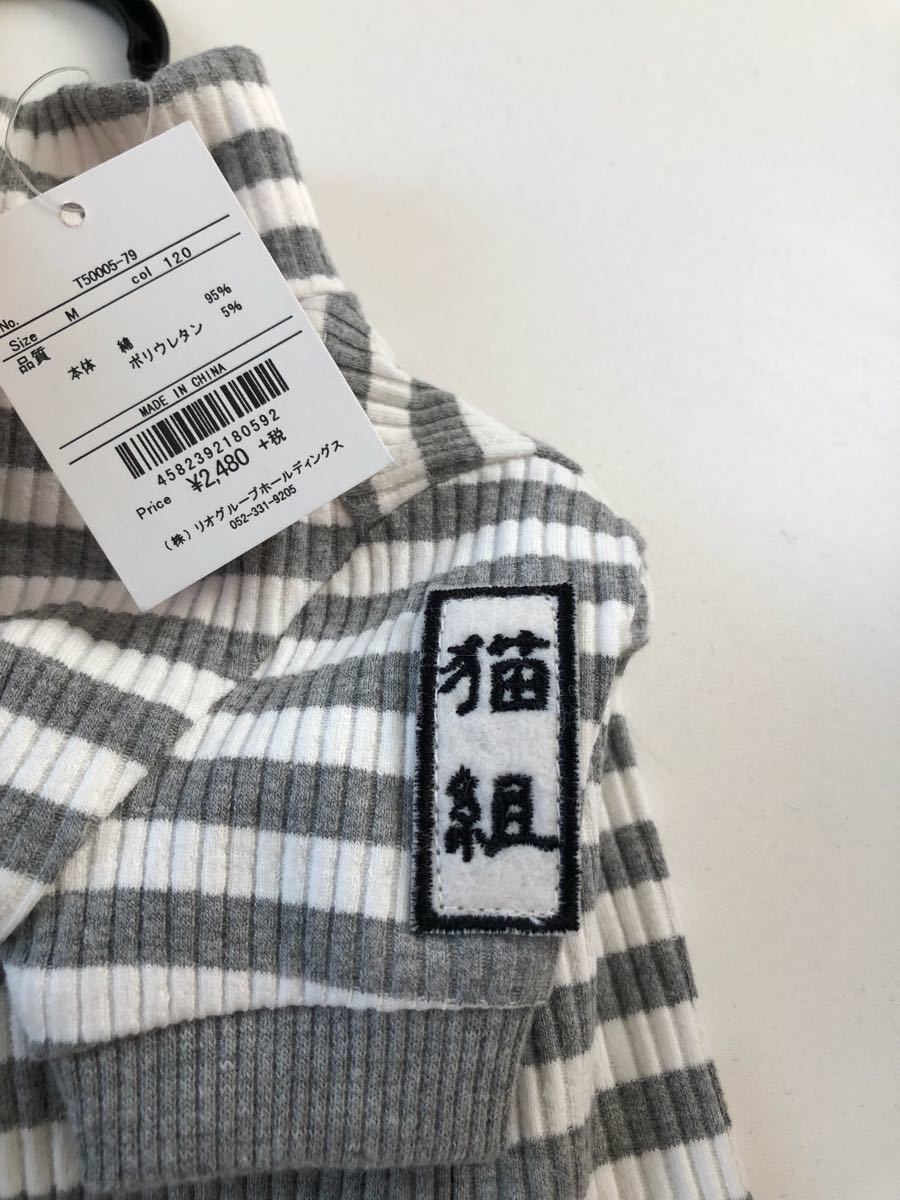 No. T50005-79
Size M col 120
品質 本体 綿 95%
ポリウレタン 5%
MADE IN CHINA
4582392180592
Price ¥2,480 +税
(株)リオグループホールディングス
052-331-9205
猫
組